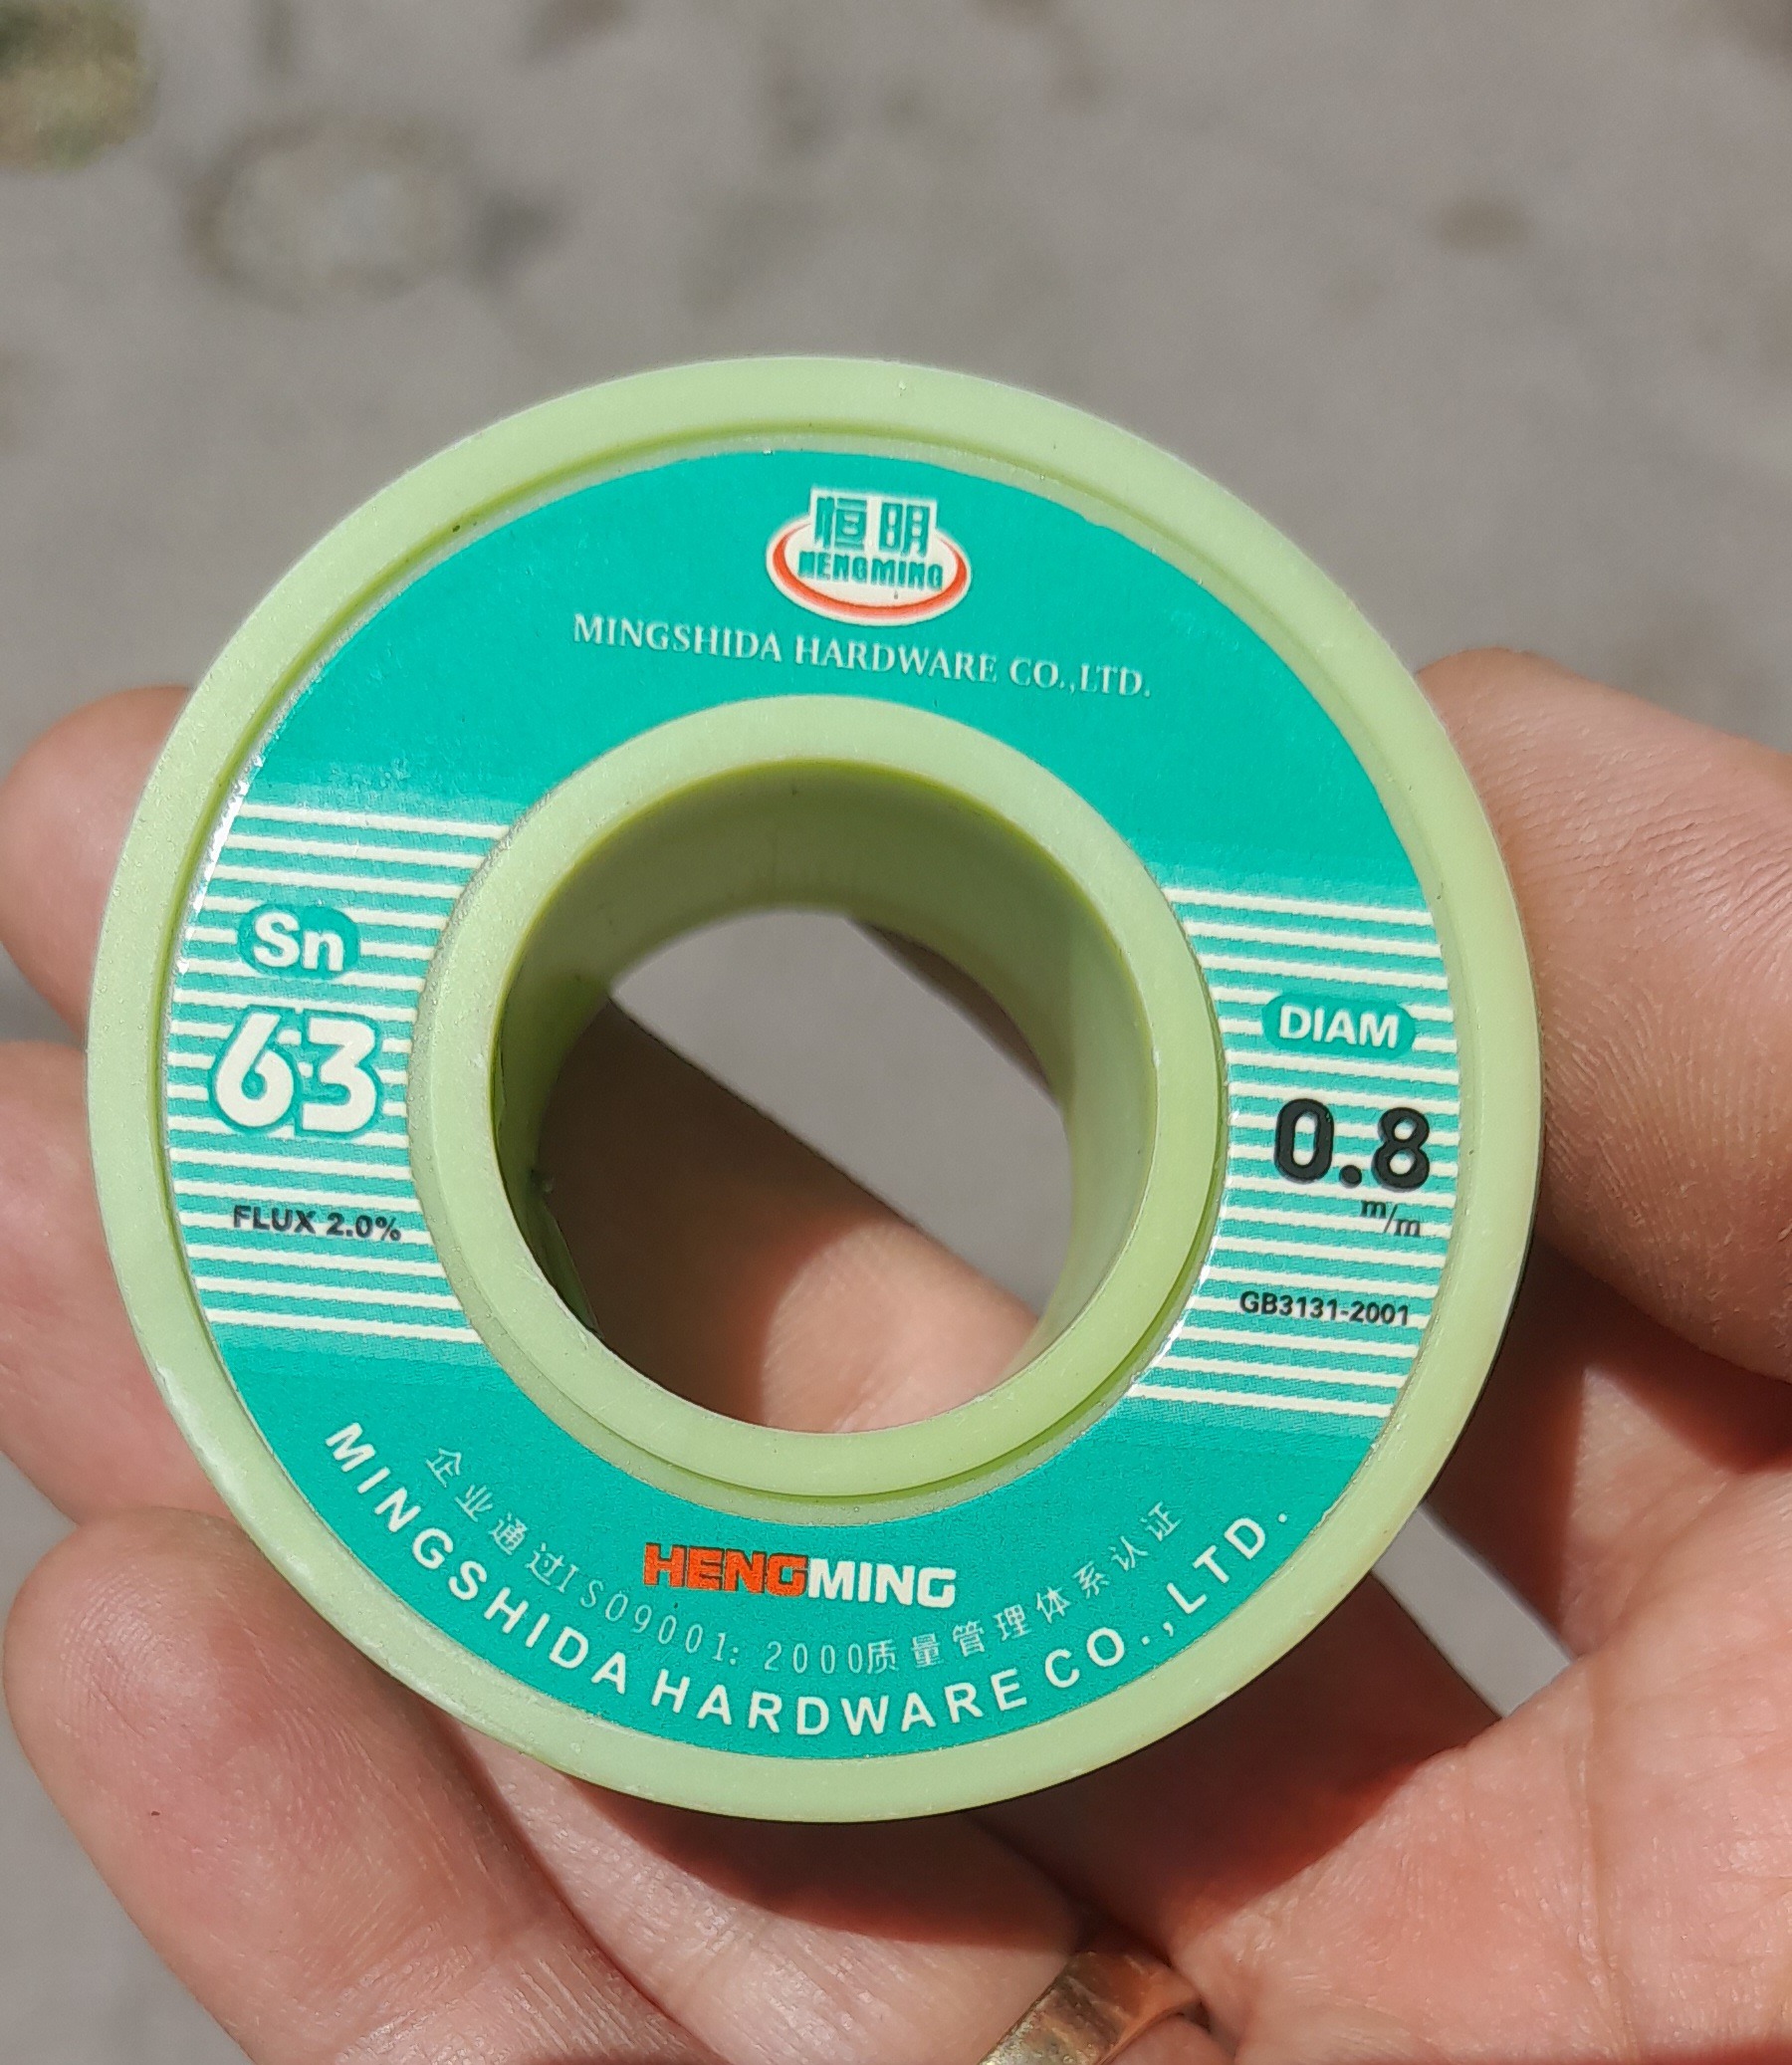 恒明
HENGMING
MINGSHIDA HARDWARE CO.,LTD.
Sn
63
FLUX 2.0%
DIAM
0.8
m/m
GB3131-2001
HENGMING
企业通过ISO9001:2000质量管理体系认证
MINGSHIDA HARDWARE CO.,LTD.